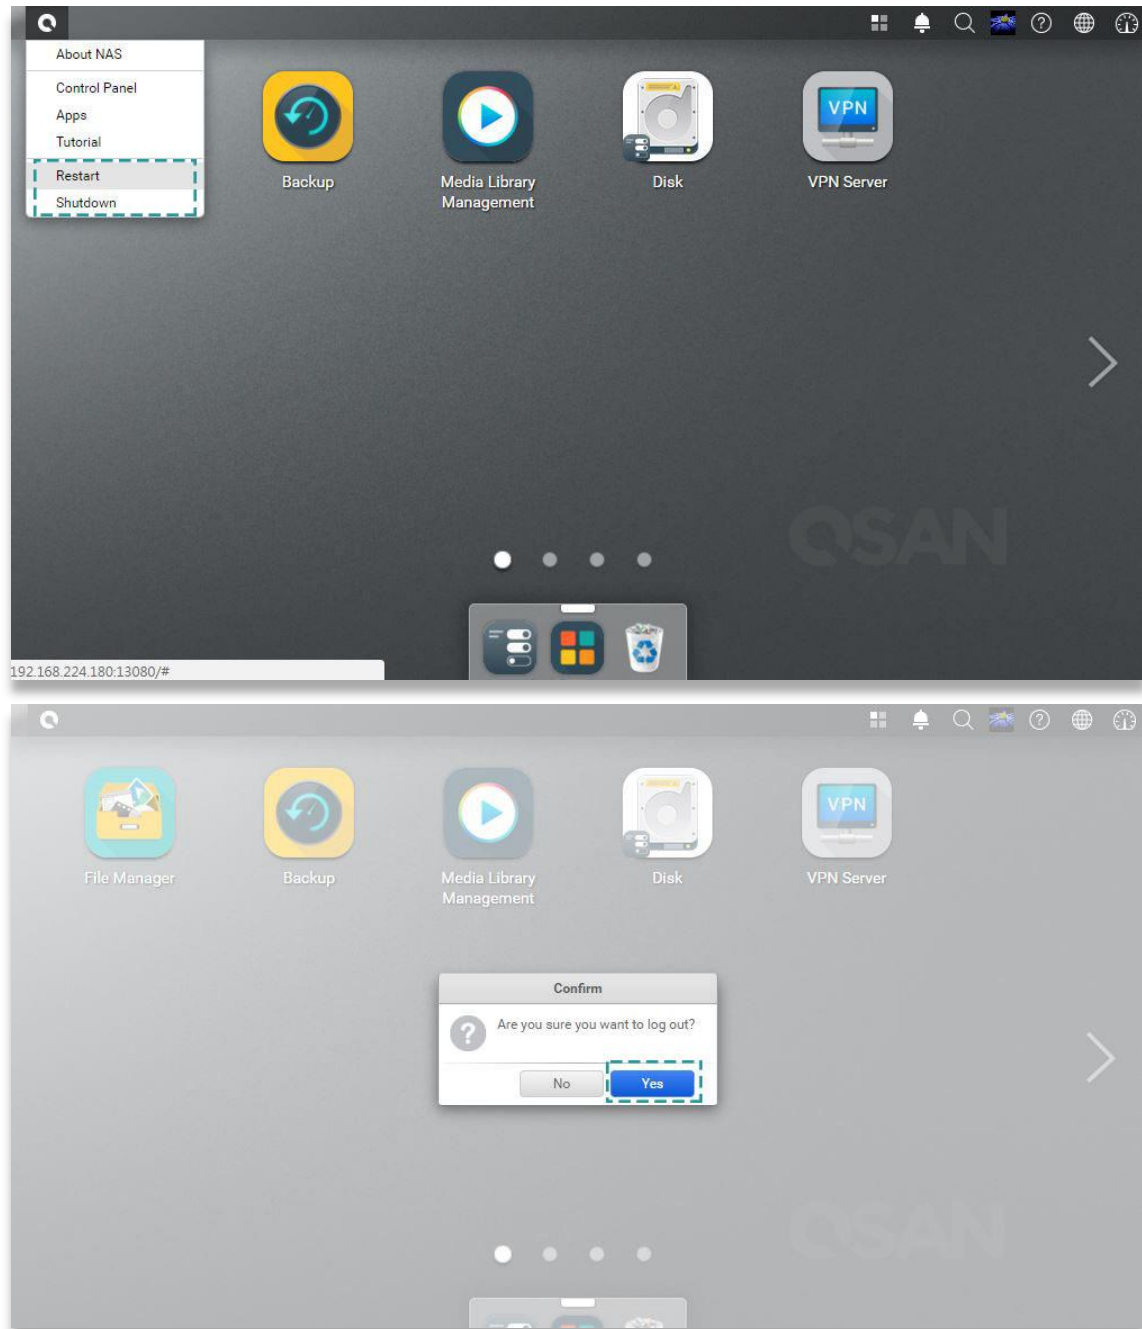 About NAS
Control Panel
Apps
Tutorial
Restart
Shutdown
Backup
Media Library
Management
Disk
VPN
VPN Server
QSAN
192.168.224.180:13080/#
File Manager
Backup
Media Library
Management
Disk
VPN
VPN Server
Confirm
Are you sure you want to log out?
No
Yes
QSAN